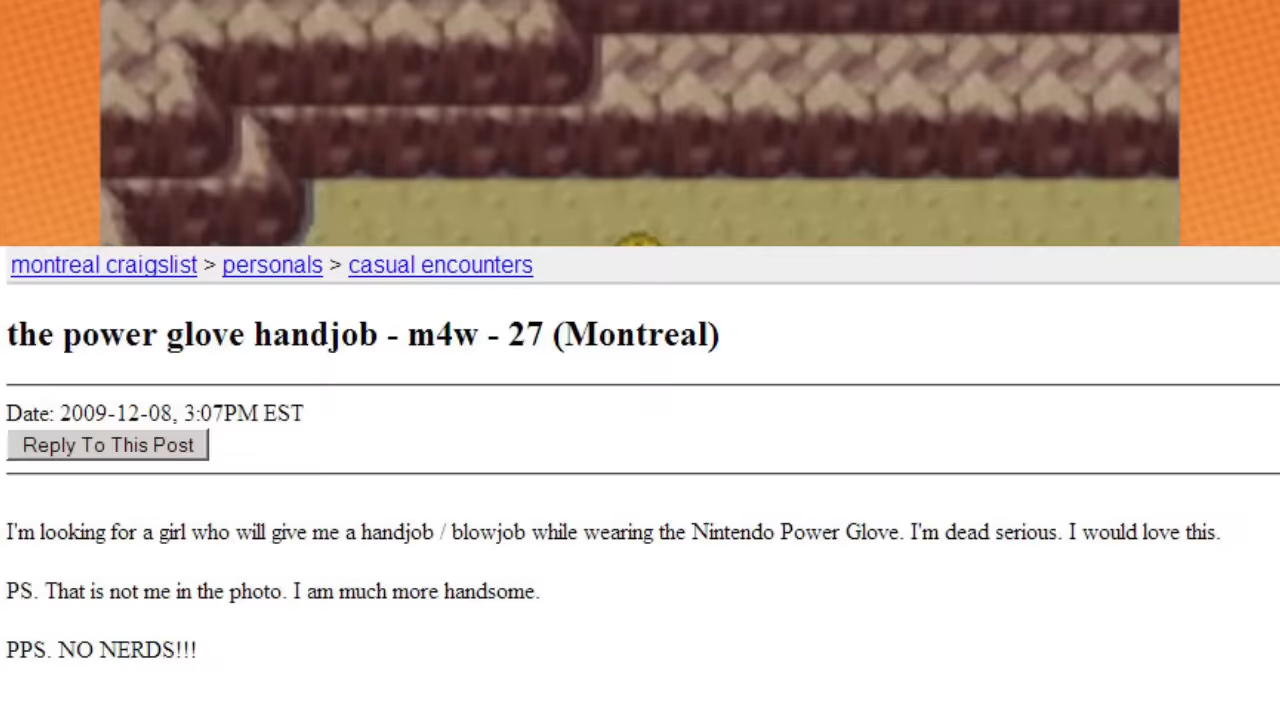 montreal craigslist > personals > casual encounters
the power glove handjob - m4w - 27 (Montreal)
Date: 2009-12-08, 3:07PM EST
Reply To This Post
I'm looking for a girl who will give me a handjob / blowjob while wearing the Nintendo Power Glove. I'm dead serious. I would love this.
PS. That is not me in the photo. I am much more handsome.
PPS. NO NERDS!!!